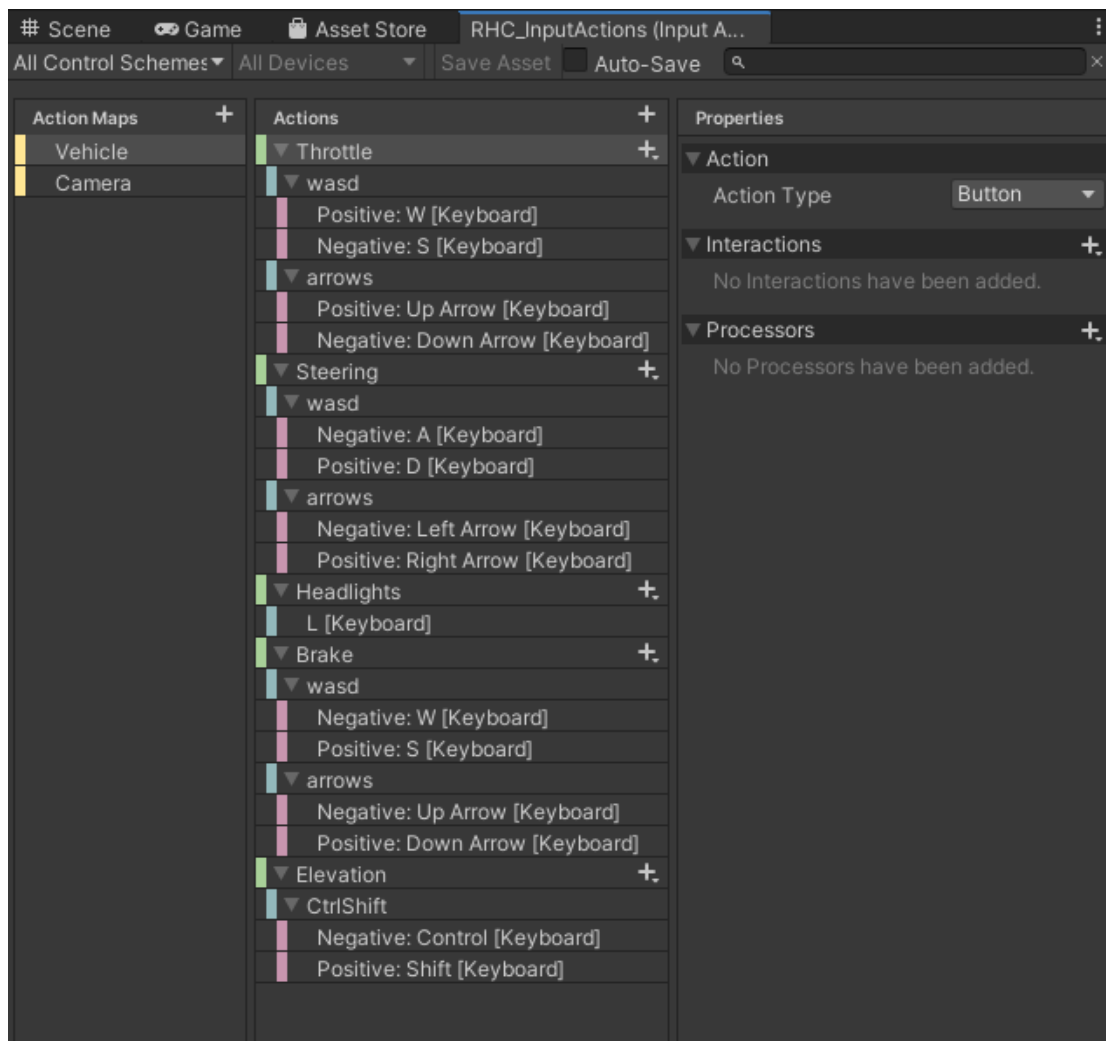 Scene Game Asset Store RHC_InputActions (Input A...
All Control Schemes All Devices Save Asset Auto-Save
Action Maps
Vehicle
Camera
Actions
Throttle
wasd
Positive: W [Keyboard]
Negative: S [Keyboard]
arrows
Positive: Up Arrow [Keyboard]
Negative: Down Arrow [Keyboard]
Steering
wasd
Negative: A [Keyboard]
Positive: D [Keyboard]
arrows
Negative: Left Arrow [Keyboard]
Positive: Right Arrow [Keyboard]
Headlights
L [Keyboard]
Brake
wasd
Negative: W [Keyboard]
Positive: S [Keyboard]
arrows
Negative: Up Arrow [Keyboard]
Positive: Down Arrow [Keyboard]
Elevation
CtrlShift
Negative: Control [Keyboard]
Positive: Shift [Keyboard]
Properties
Action
Action Type Button
Interactions
No Interactions have been added.
Processors
No Processors have been added.